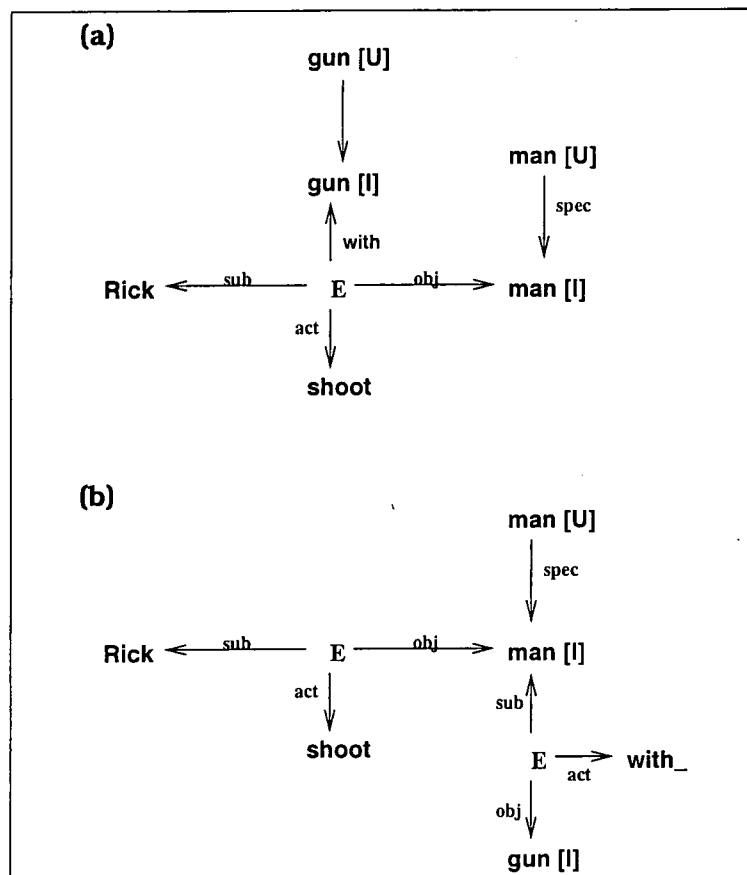 (a)
gun [U]
man [U]
gun [I]
spec
with
Rick sub E obj man [I]
act
shoot
(b)
man [U]
spec
Rick sub E obj man [I]
act sub
shoot
E act with_
obj
gun [I]